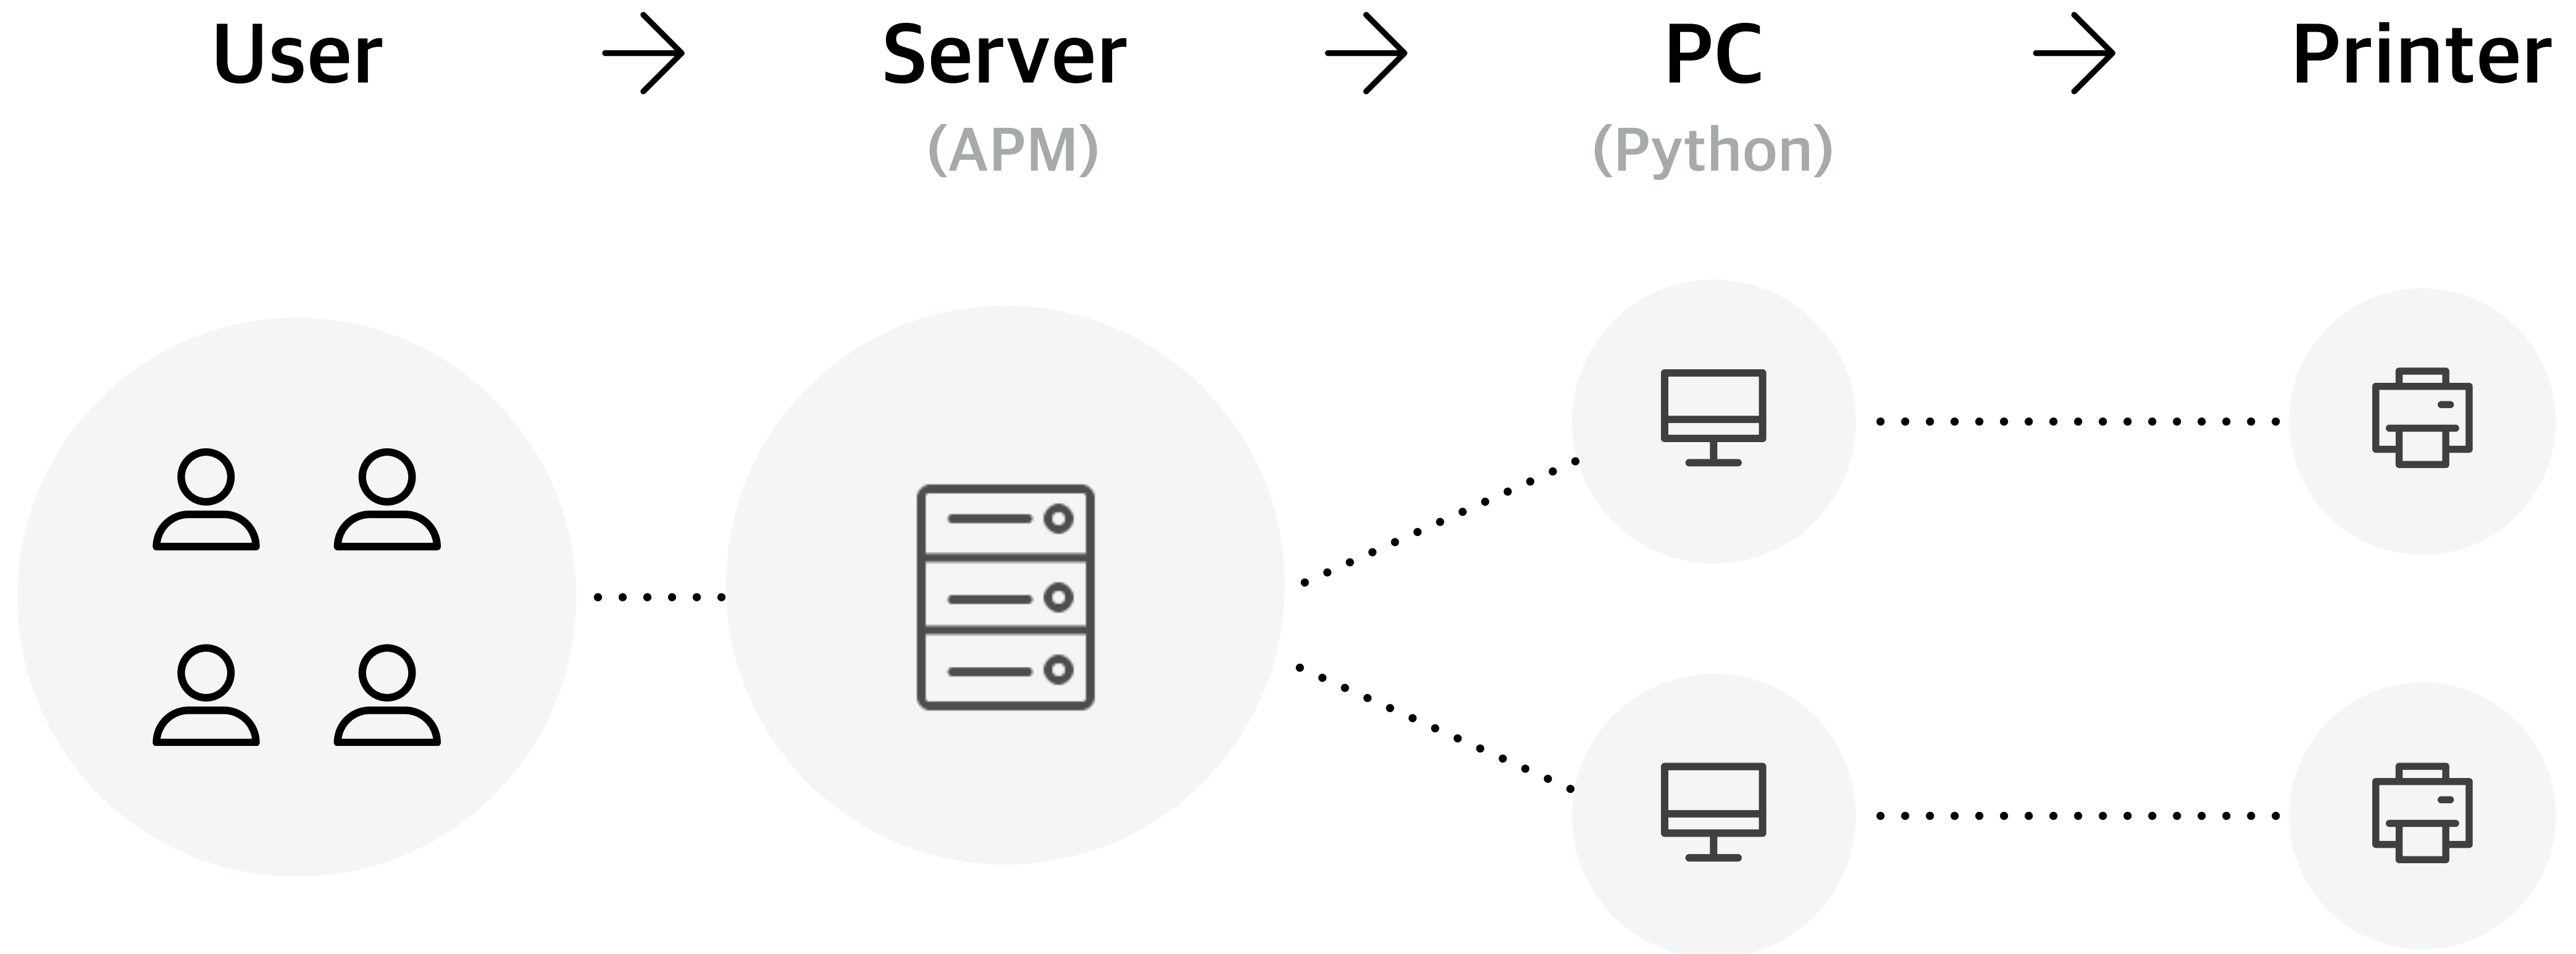 User → Server → PC → Printer
(APM) (Python)